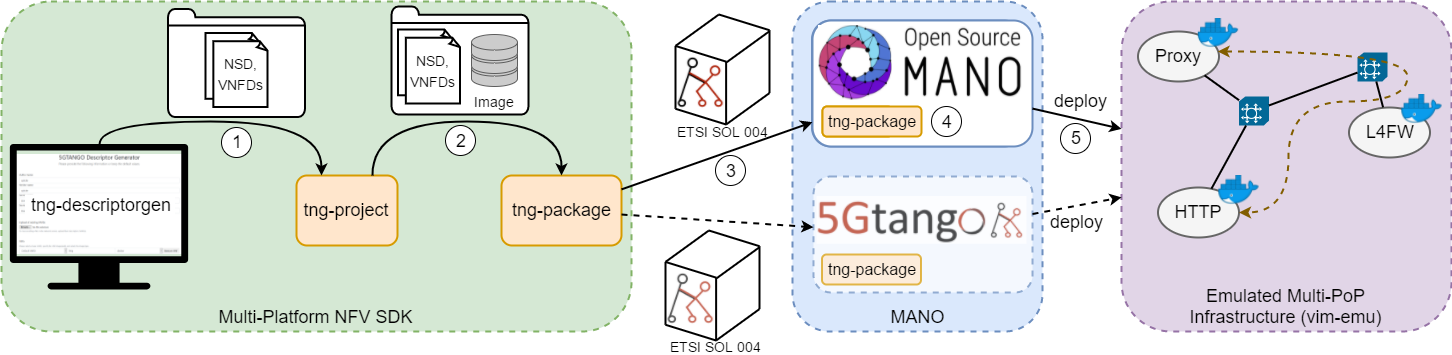 NSD,
VNFDs
NSD,
VNFDs
Image
1
2
5GTANGO Descriptor Generator
tng-descriptorgen
tng-project
tng-package
Multi-Platform NFV SDK
ETSI SOL 004
3
ETSI SOL 004
Open Source
MANO
tng-package
4
5Gtango
tng-package
MANO
deploy
5
deploy
Proxy
L4FW
HTTP
Emulated Multi-PoP
Infrastructure (vim-emu)